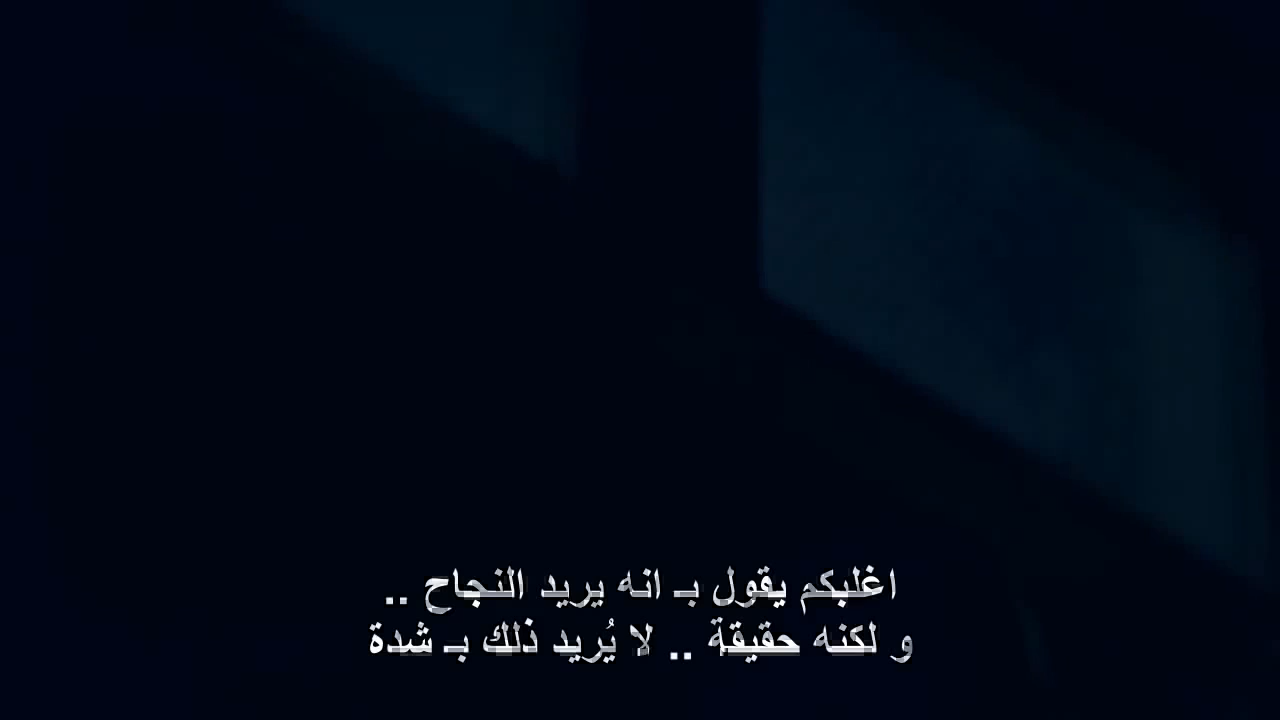 اغلبكم يقول بـ انه يريد النجاح ..
و لكنه حقيقة .. لا يُريد ذلك بـ شدة